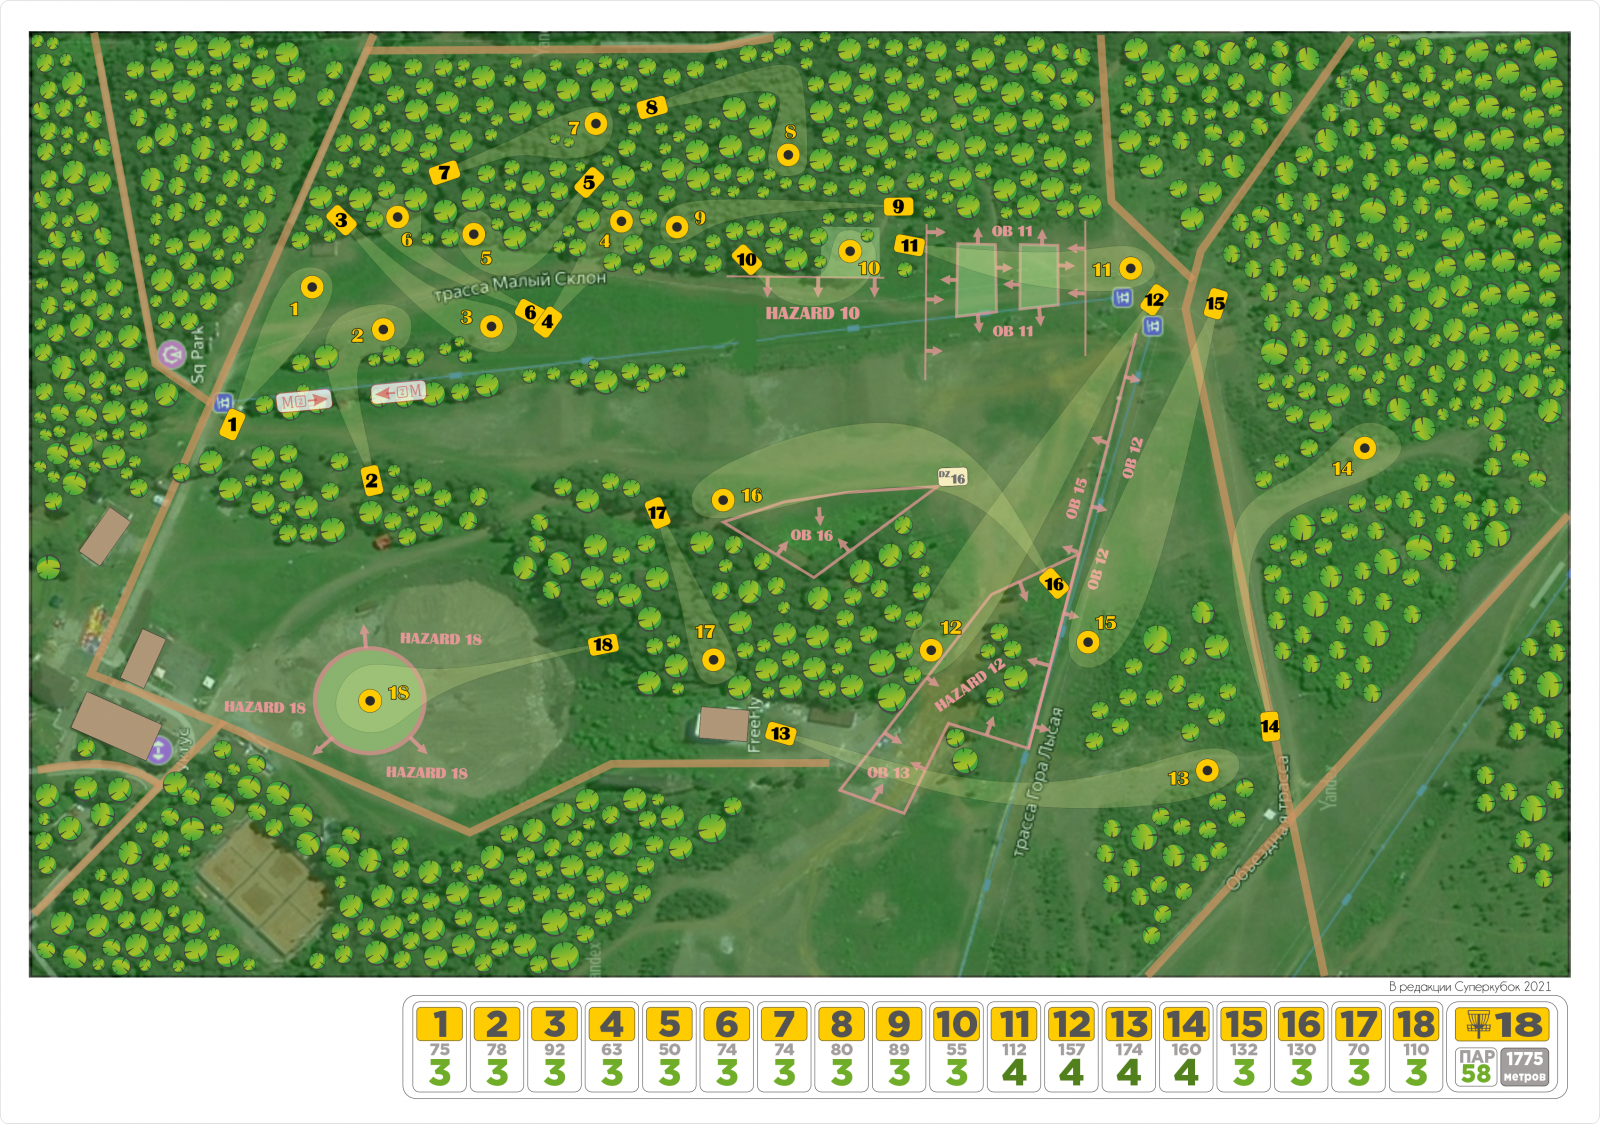 7
8
8
7
5
3
6
5
4
9
9
10
10
11
11
OB 11
1
2
3
6
4
трасса Малый Склон
HAZARD 10
OB 11
12
15
Sq Park
M2
2M
1
2
14
DZ 16
16
17
OB 16
OB 15
OB 12
OB 12
16
15
12
17
18
HAZARD 18
HAZARD 18
18
HAZARD 12
HAZARD 18
FreeFly
13
OB 13
13
14
трасса Гора Лысая
Объездная трасса
Yandex
В редакции Суперкубок 2021
1 2 3 4 5 6 7 8 9 10 11 12 13 14 15 16 17 18 18
75 78 92 63 50 74 74 80 89 55 112 157 174 160 132 130 70 110 ПАР 1775
3 3 3 3 3 3 3 3 3 3 4 4 4 4 3 3 3 3 58 метров